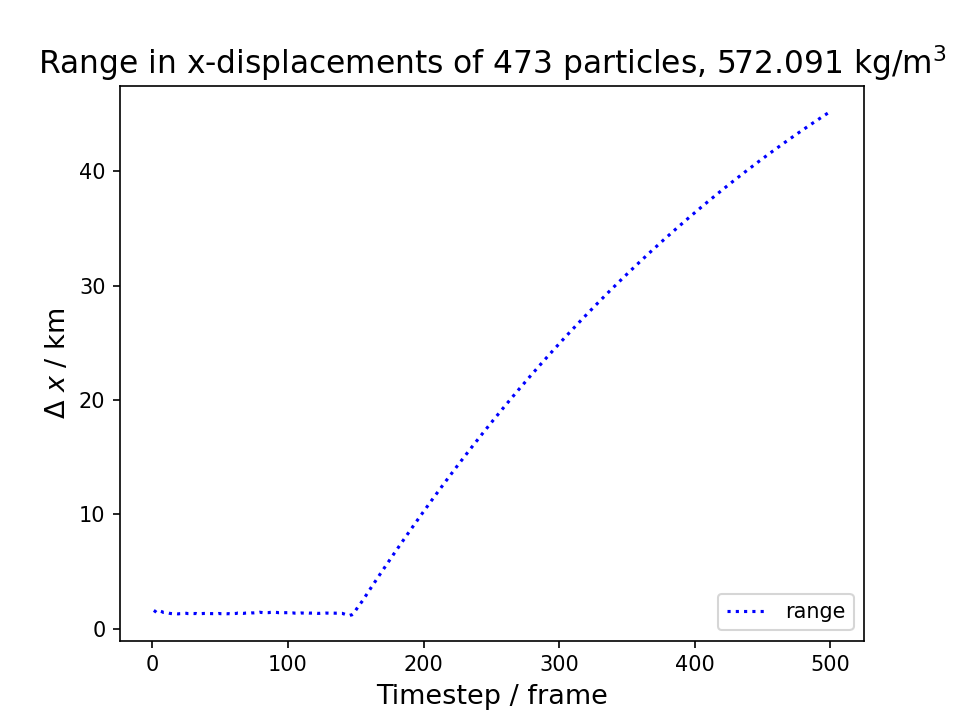 Range in x-displacements of 473 particles, 572.091 kg/m³
Δ x / km
40
30
20
10
0
range
0 100 200 300 400 500
Timestep / frame